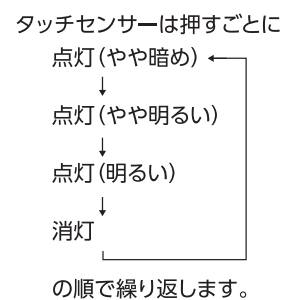 タッチセンサーは押すごとに
点灯（やや暗め）
点灯（やや明るい）
点灯（明るい）
消灯
の順で繰り返します。